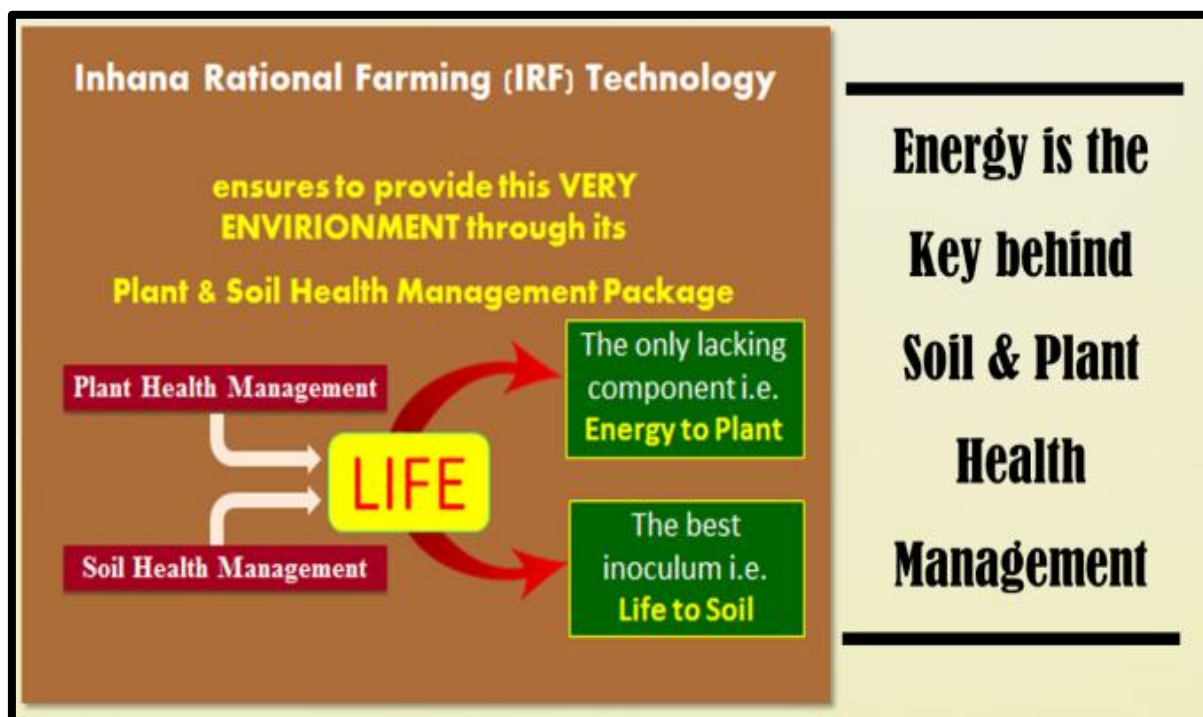 Inhana Rational Farming (IRF) Technology
ensures to provide this VERY
ENVIRIONMENT through its
Plant & Soil Health Management Package
Plant Health Management
Soil Health Management
LIFE
The only lacking
component i.e.
Energy to Plant
The best
inoculum i.e.
Life to Soil
Energy is the
Key behind
Soil & Plant
Health
Management